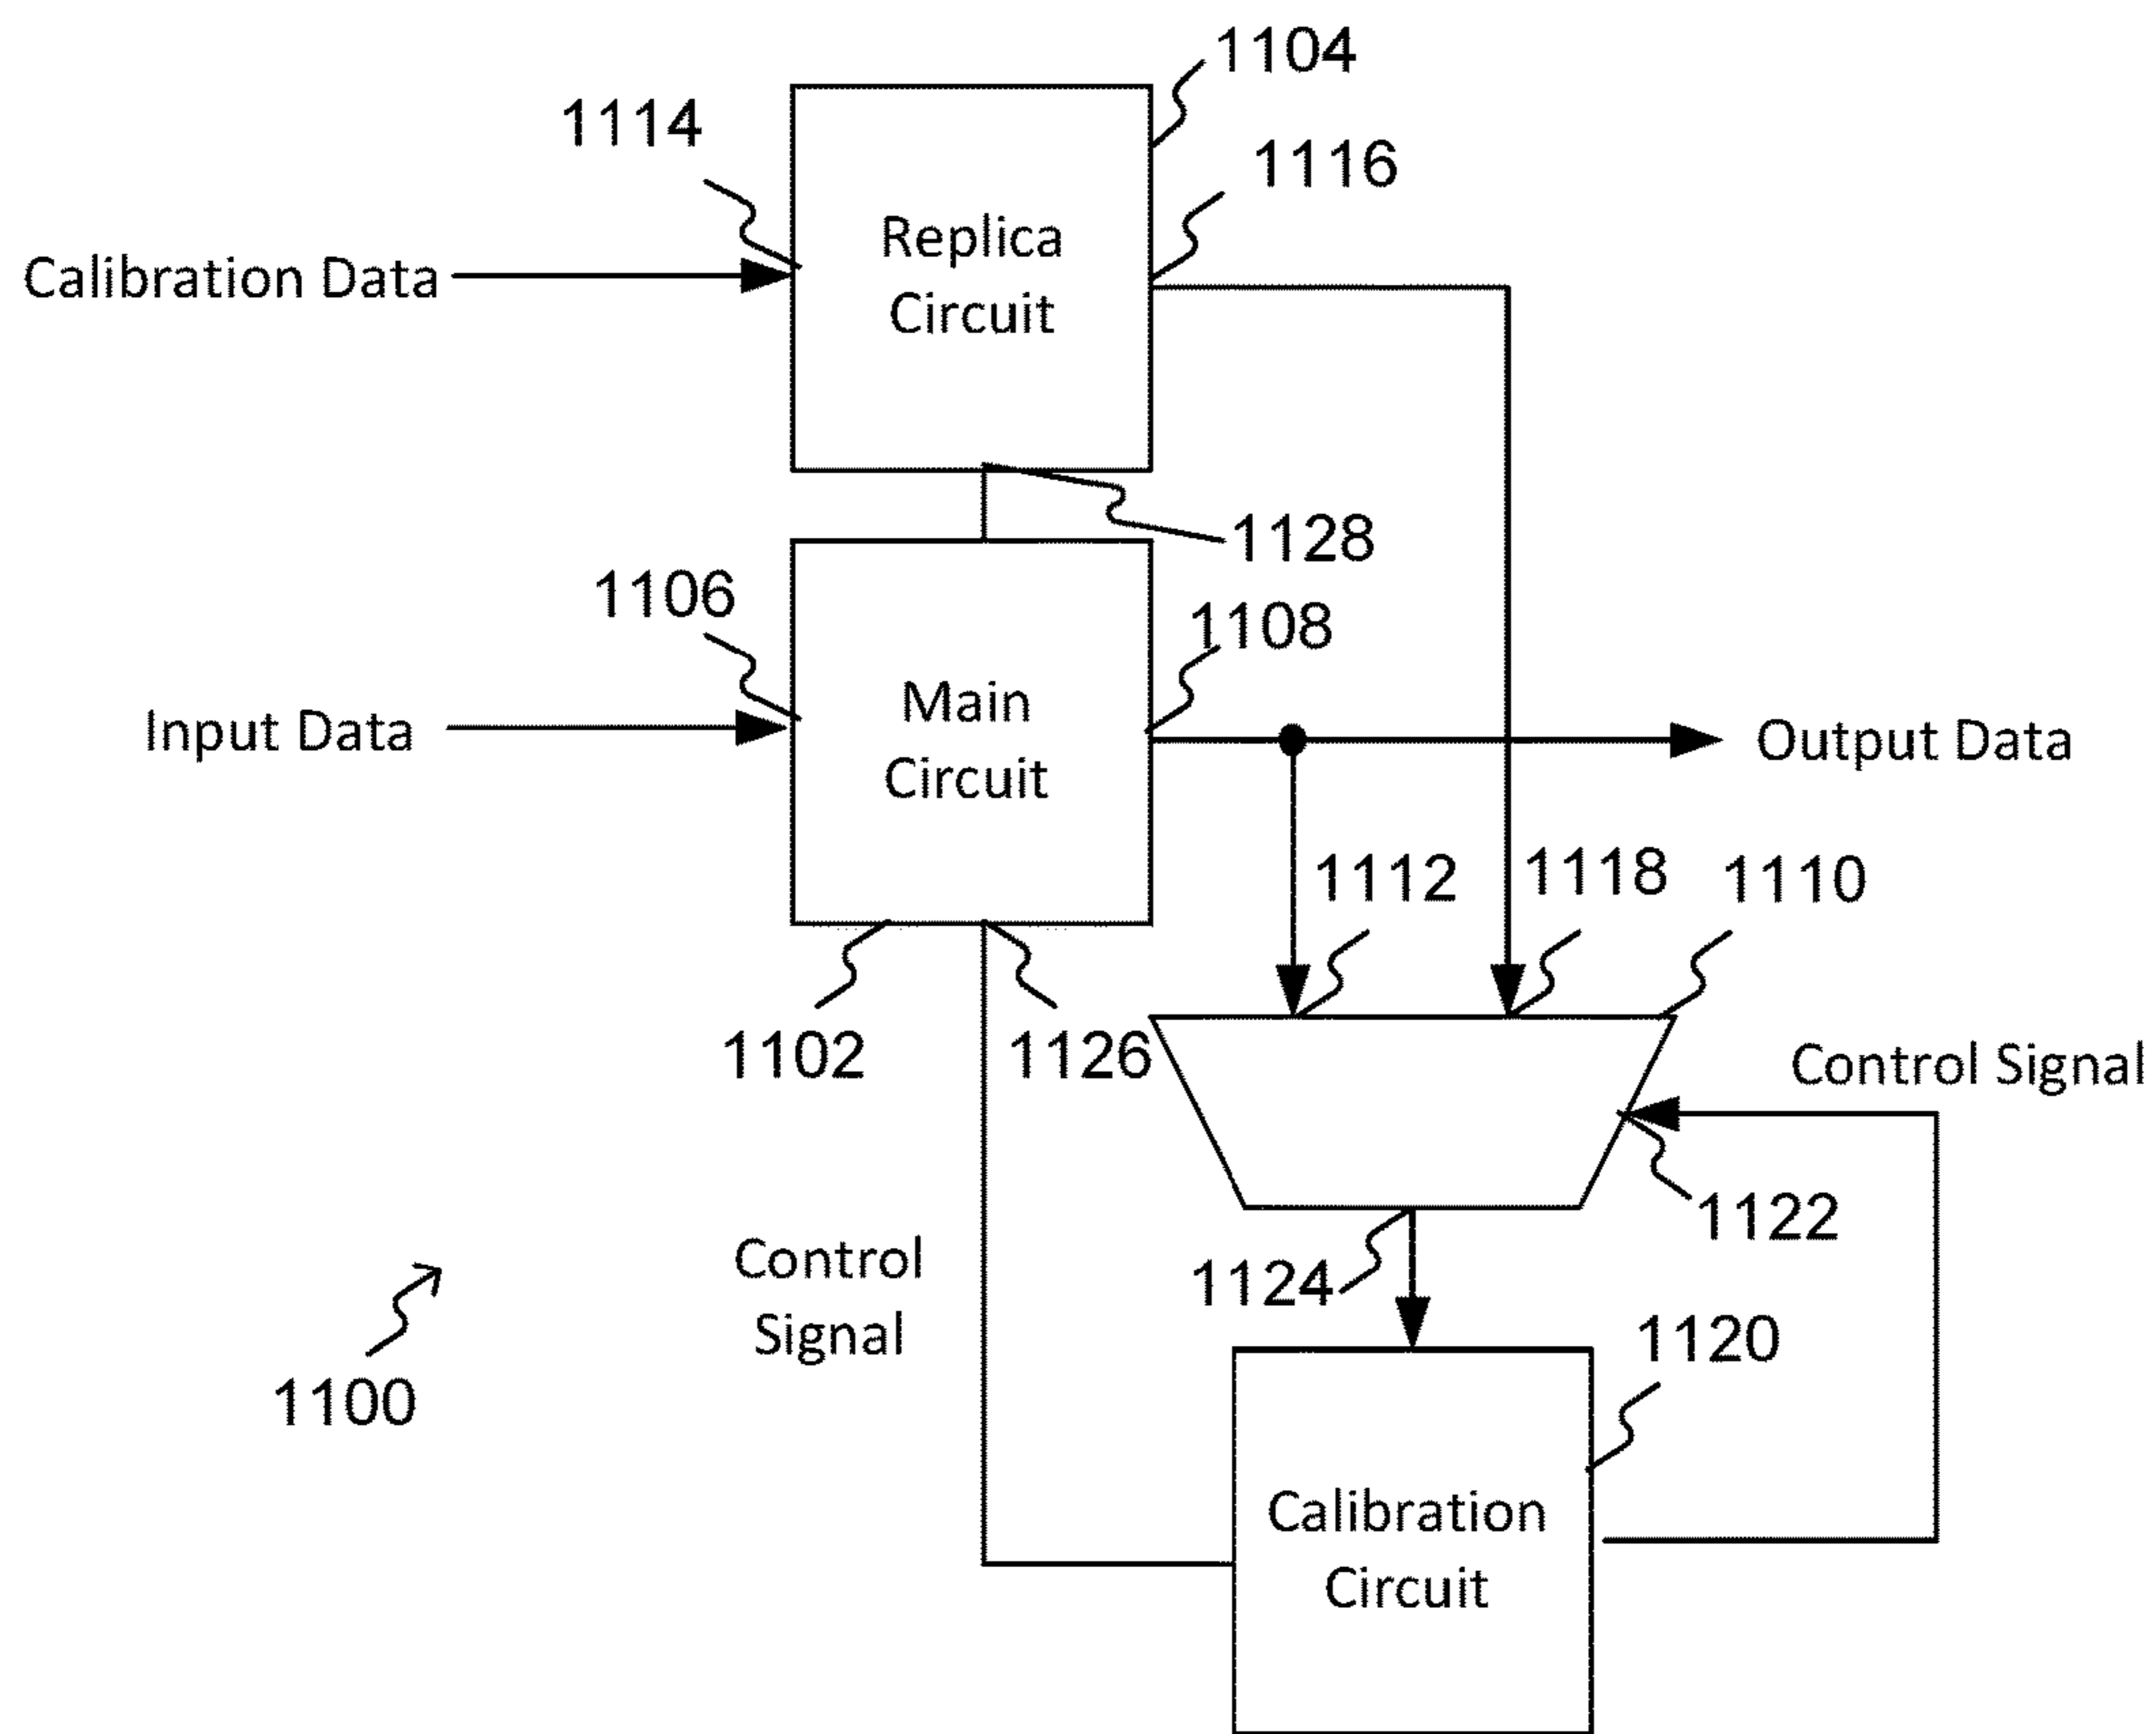 1104
1114
1116
Replica
Circuit
Calibration Data
1128
1106
1108
Main
Circuit
Input Data
Output Data
1112
1118
1110
1102
1126
Control Signal
1122
Control
Signal
1124
1120
1100
Calibration
Circuit